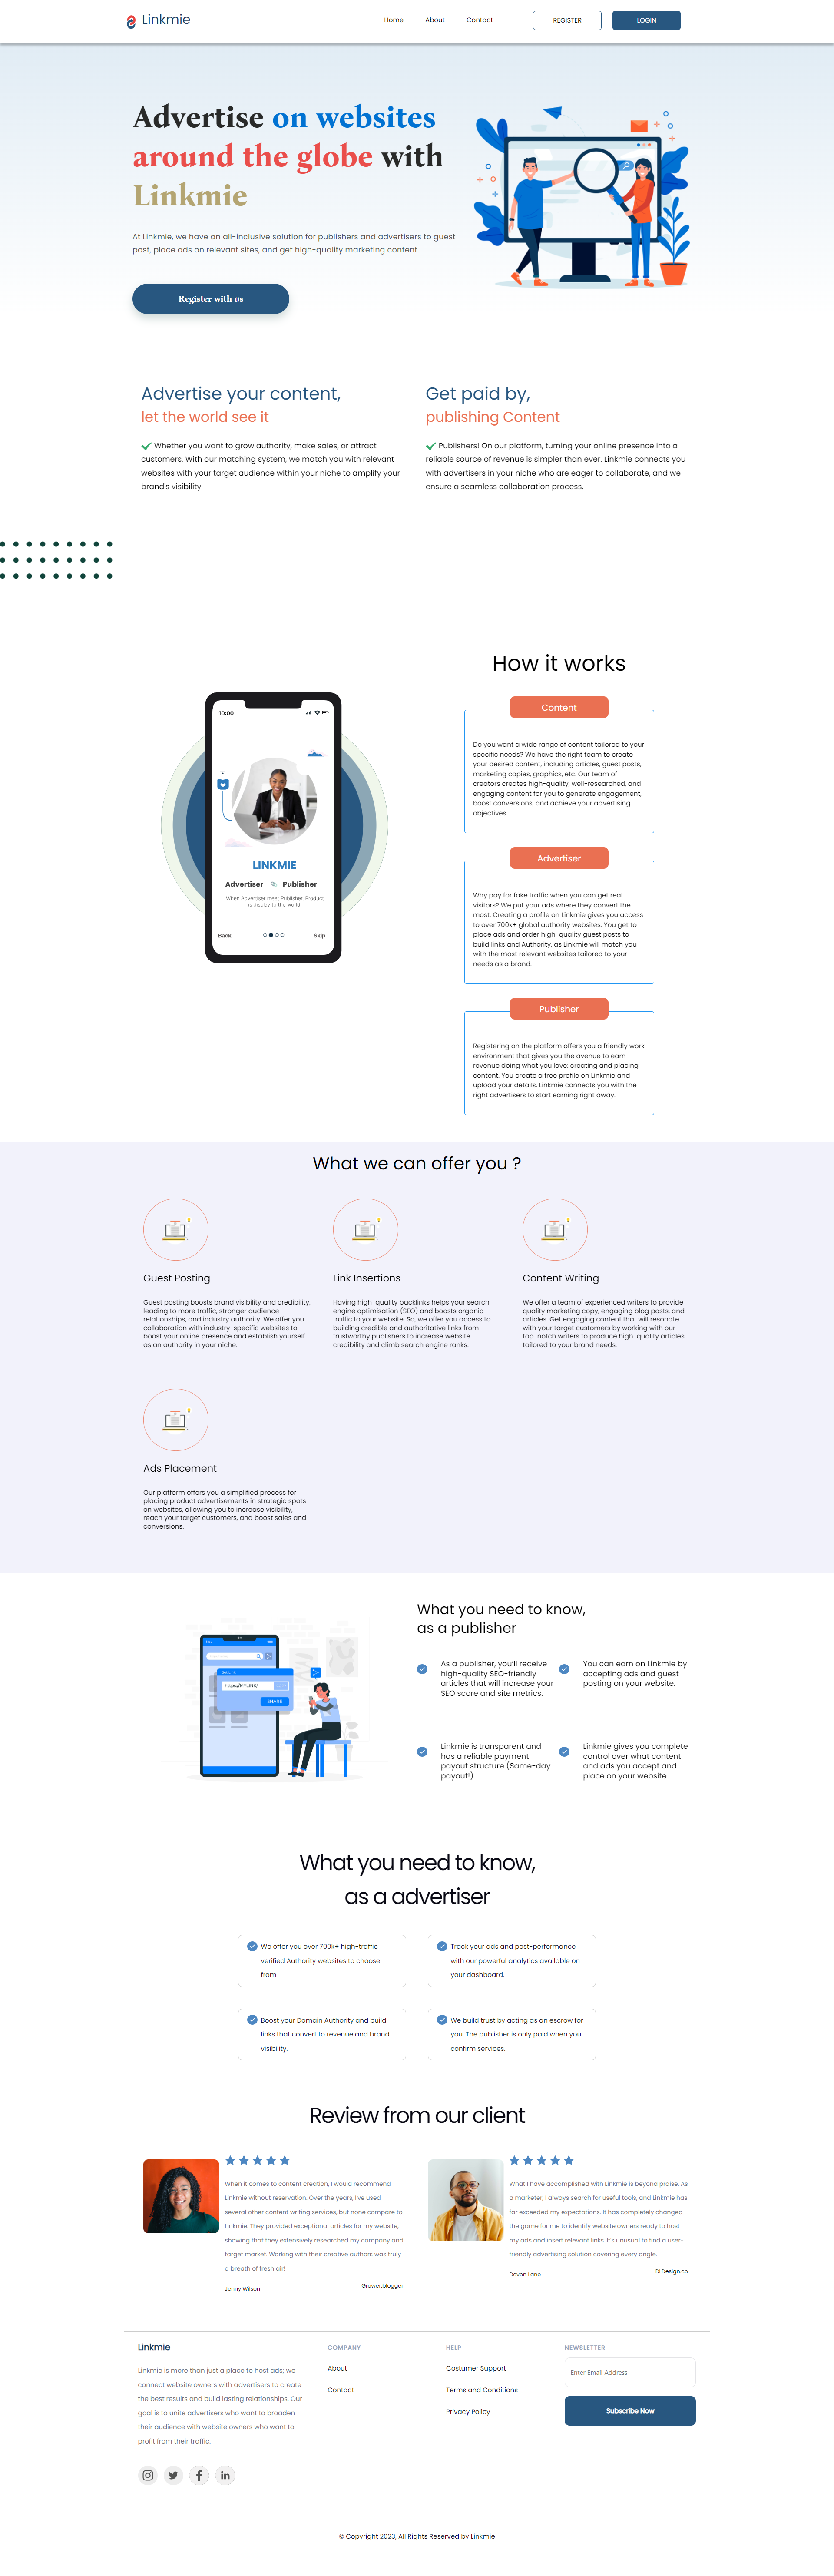 Linkmie
Home
About
Contact
REGISTER
LOGIN
Advertise on websites
around the globe with
Linkmie
At Linkmie, we have an all-inclusive solution for publishers and advertisers to guest
post, place ads on relevant sites, and get high-quality marketing content.
Register with us
Advertise your content,
let the world see it
Whether you want to grow authority, make sales, or attract
customers. With our matching system, we match you with relevant
websites with your target audience within your niche to amplify your
brand's visibility
Get paid by,
publishing Content
Publishers! On our platform, turning your online presence into a
reliable source of revenue is simpler than ever. Linkmie connects you
with advertisers in your niche who are eager to collaborate, and we
ensure a seamless collaboration process.
10:00
LINKMIE
Advertiser
Publisher
When Advertiser meet Publisher, Product
is display to the world.
Back
Skip
How it works
Content
Do you want a wide range of content tailored to your
specific needs? We have the right team to create
your desired content, including articles, guest posts,
marketing copies, graphics, etc. Our team of
creators creates high-quality, well-researched, and
engaging content for you to generate engagement,
boost conversions, and achieve your advertising
objectives.
Advertiser
Why pay for fake traffic when you can get real
visitors? We put your ads where they convert the
most. Creating a profile on Linkmie gives you access
to over 700k+ global authority websites. You get to
place ads and order high-quality guest posts to
build links and Authority, as Linkmie will match you
with the most relevant websites tailored to your
needs as a brand.
Publisher
Registering on the platform offers you a friendly work
environment that gives you the avenue to earn
revenue doing what you love: creating and placing
content. You create a free profile on Linkmie and
upload your details. Linkmie connects you with the
right advertisers to start earning right away.
What we can offer you ?
Guest Posting
Guest posting boosts brand visibility and credibility,
leading to more traffic, stronger audience
relationships, and industry authority. We offer you
collaboration with industry-specific websites to
boost your online presence and establish yourself
as an authority in your niche.
Link Insertions
Having high-quality backlinks helps your search
engine optimisation (SEO) and boosts organic
traffic to your website. So, we offer you access to
building credible and authoritative links from
trustworthy publishers to increase website
credibility and climb search engine ranks.
Content Writing
We offer a team of experienced writers to provide
quality marketing copy, engaging blog posts, and
articles. Get engaging content that will resonate
with your target customers by working with our
top-notch writers to produce high-quality articles
tailored to your brand needs.
Ads Placement
Our platform offers you a simplified process for
placing product advertisements in strategic spots
on websites, allowing you to increase visibility,
reach your target customers, and boost sales and
conversions.
https://MYLINK/
SHARE
What you need to know,
as a publisher
As a publisher, you'll receive
high-quality SEO-friendly
articles that will increase your
SEO score and site metrics.
You can earn on Linkmie by
accepting ads and guest
posting on your website.
Linkmie is transparent and
has a reliable payment
payout structure (Same-day
payout!)
Linkmie gives you complete
control over what content
and ads you accept and
place on your website
What you need to know,
as a advertiser
We offer you over 700k+ high-traffic
verified Authority websites to choose
from
Track your ads and post-performance
with our powerful analytics available on
your dashboard.
Boost your Domain Authority and build
links that convert to revenue and brand
visibility.
We build trust by acting as an escrow for
you. The publisher is only paid when you
confirm services.
Review from our client
When it comes to content creation, I would recommend
Linkmie without reservation. Over the years, I've used
several other content writing services, but none compare to
Linkmie. They provided exceptional articles for my website,
showing that they extensively researched my company and
target market. Working with their creative authors was truly
a breath of fresh air!
Jenny Wilson
Grower.blogger
What I have accomplished with Linkmie is beyond praise. As
a marketer, I always search for useful tools, and Linkmie has
far exceeded my expectations. It has completely changed
the game for me to identify website owners ready to host
my ads and insert relevant links. It's unusual to find a user-
friendly advertising solution covering every angle.
Devon Lane
DLDesign.co
Linkmie
Linkmie is more than just a place to host ads; we
connect website owners with advertisers to create
the best results and build lasting relationships. Our
goal is to unite advertisers who want to broaden
their audience with website owners who want to
profit from their traffic.
COMPANY
About
Contact
HELP
Costumer Support
Terms and Conditions
Privacy Policy
NEWSLETTER
Enter Email Address
Subscribe Now
© Copyright 2023, All Rights Reserved by Linkmie